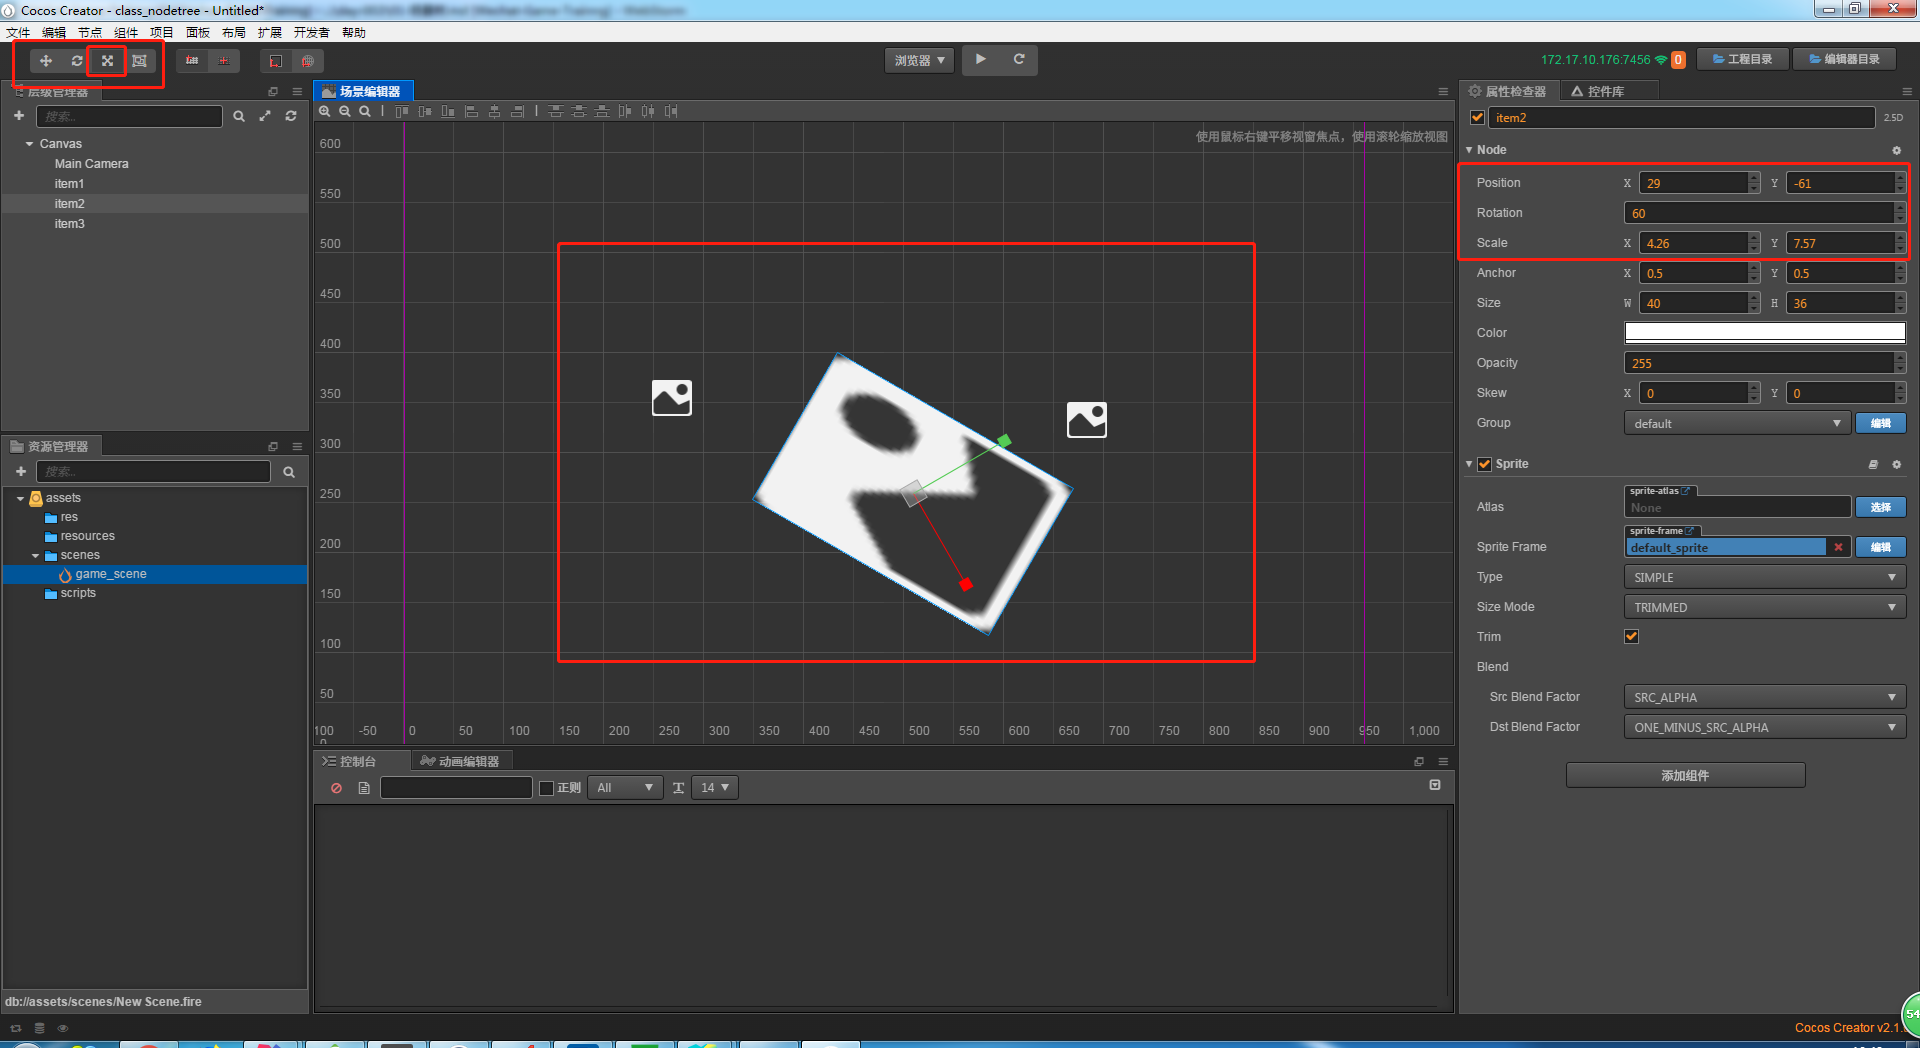 Cocos Creator - class_nodetree - Untitled*
文件 编辑 节点 组件 项目 面板 布局 扩展 开发者 帮助
浏览器
172.17.10.176:7456
0
工程目录
编辑器目录
层级管理器
搜索...
Canvas
Main Camera
item1
item2
item3
资源管理器
搜索...
assets
res
resources
scenes
game_scene
scripts
db://assets/scenes/New Scene.fire
场景编辑器
使用鼠标右键平移视窗焦点，使用滚轮缩放视图
600
550
500
450
400
350
300
250
200
150
100
50
0
100 -50 0 50 100 150 200 250 300 350 400 450 500 550 600 650 700 750 800 850 900 950 1,000
控制台
动画编辑器
正则
All
14
属性检查器
控件库
item2
2.5D
Node
Position X 29 Y -61
Rotation 60
Scale X 4.26 Y 7.57
Anchor X 0.5 Y 0.5
Size W 40 H 36
Color
Opacity 255
Skew X 0 Y 0
Group default 编辑
Sprite
sprite-atlas
Atlas None 选择
sprite-frame
Sprite Frame default_sprite 编辑
Type SIMPLE
Size Mode TRIMMED
Trim
Blend
Src Blend Factor SRC_ALPHA
Dst Blend Factor ONE_MINUS_SRC_ALPHA
添加组件
54
Cocos Creator v2.1.